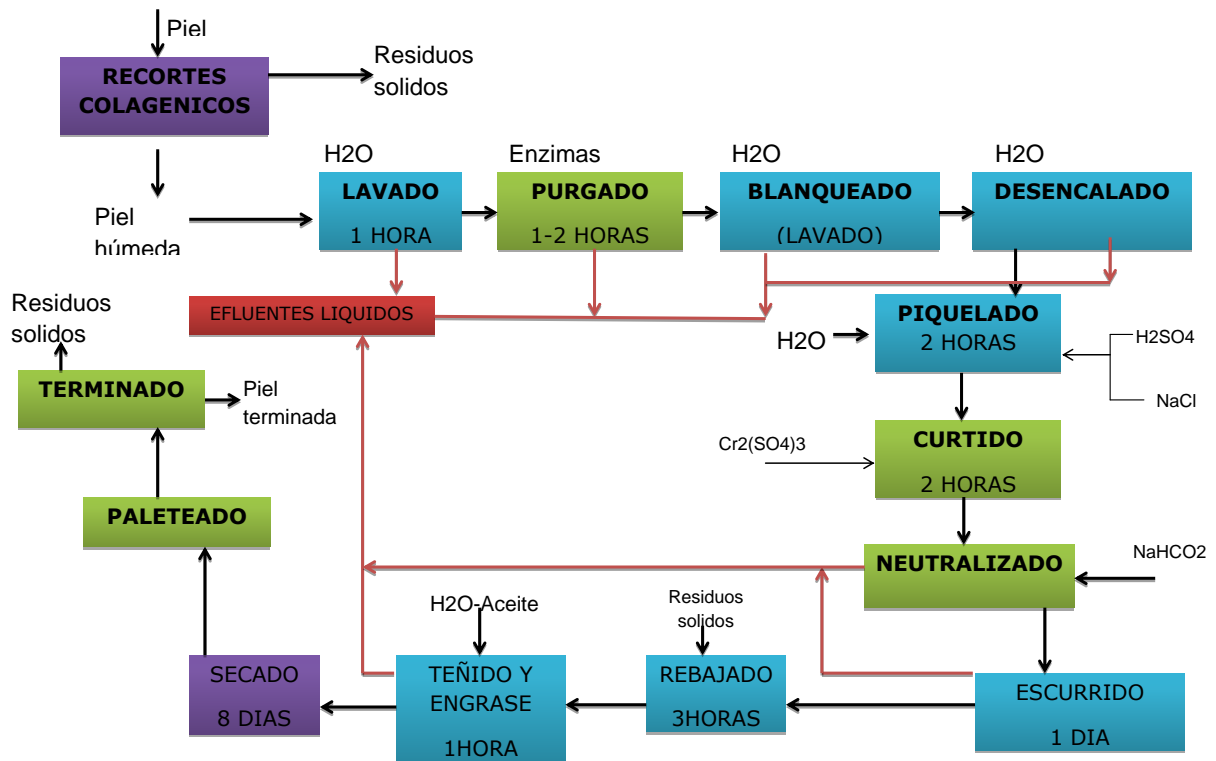 Piel
RECORTES
COLAGENICOS
Residuos
solidos
Piel
húmeda
H2O
LAVADO
1 HORA
Enzimas
PURGADO
1-2 HORAS
H2O
BLANQUEADO
(LAVADO)
H2O
DESENCALADO
EFLUENTES LIQUIDOS
H2O
PIQUELADO
2 HORAS
H2SO4
NaCl
Cr2(SO4)3
CURTIDO
2 HORAS
NEUTRALIZADO
NaHCO2
ESCURRIDO
1 DIA
Residuos
solidos
REBAJADO
3HORAS
H2O-Aceite
TEÑIDO Y
ENGRASE
1HORA
SECADO
8 DIAS
PALETEADO
TERMINADO
Residuos
solidos
Piel
terminada